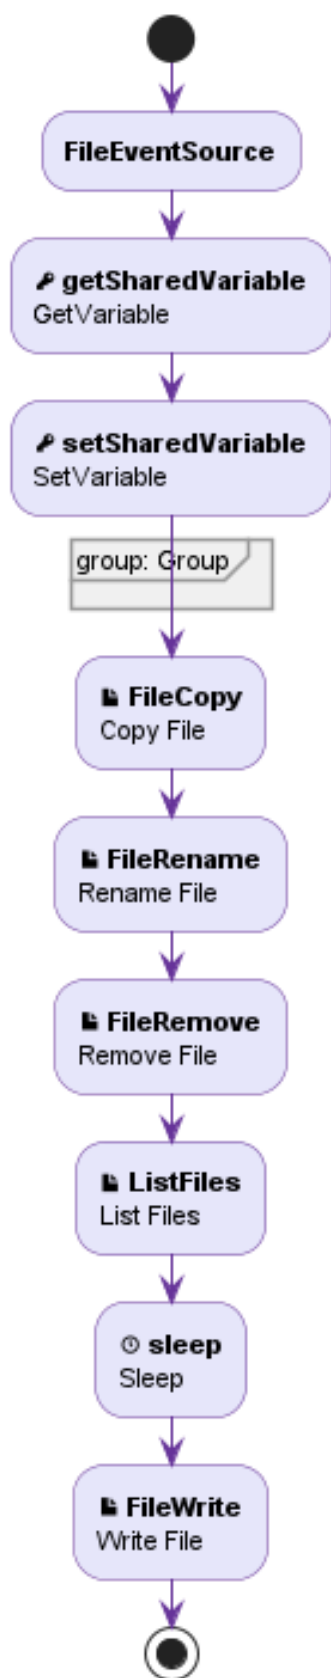 FileEventSource
getSharedVariable
GetVariable
setSharedVariable
SetVariable
group: Group
FileCopy
Copy File
FileRename
Rename File
FileRemove
Remove File
ListFiles
List Files
sleep
Sleep
FileWrite
Write File